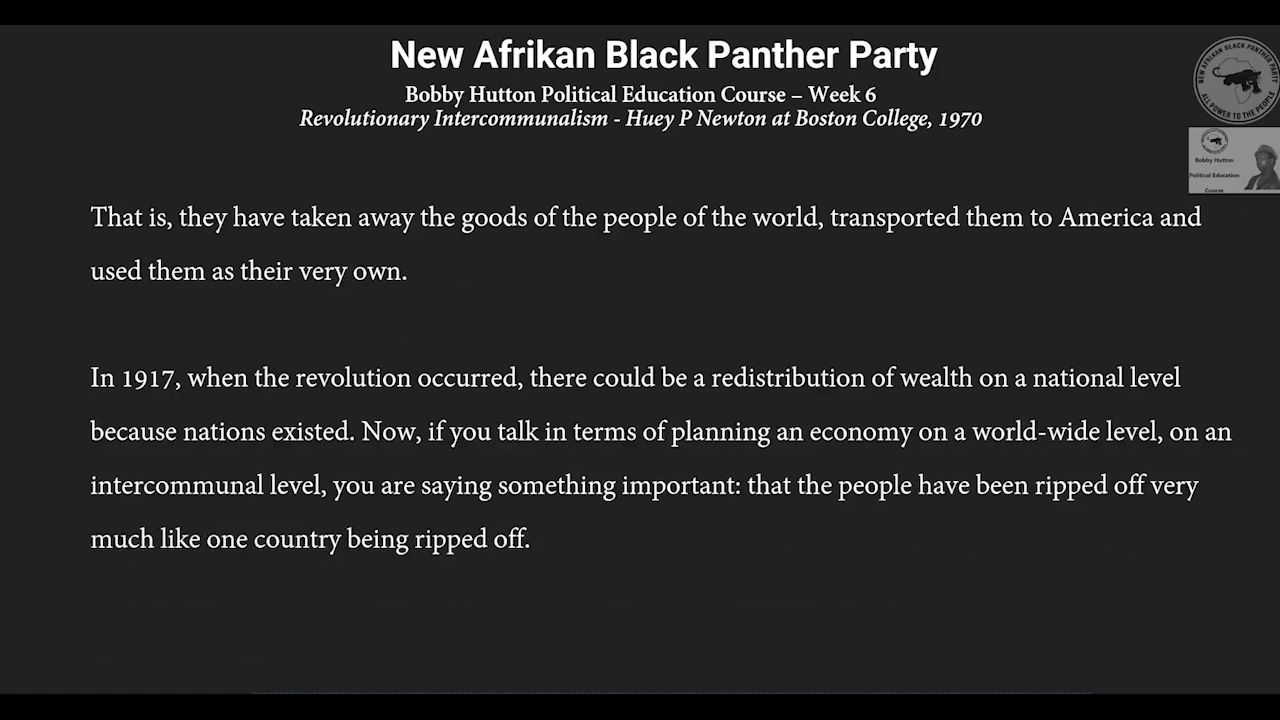 New Afrikan Black Panther Party
Bobby Hutton Political Education Course – Week 6
Revolutionary Intercommunalism - Huey P Newton at Boston College, 1970
NEW AFRIKAN BLACK PANTHER PARTY
ALL POWER TO THE PEOPLE
Bobby Hutton
Political Education
Course
That is, they have taken away the goods of the people of the world, transported them to America and
used them as their very own.
In 1917, when the revolution occurred, there could be a redistribution of wealth on a national level
because nations existed. Now, if you talk in terms of planning an economy on a world-wide level, on an
intercommunal level, you are saying something important: that the people have been ripped off very
much like one country being ripped off.